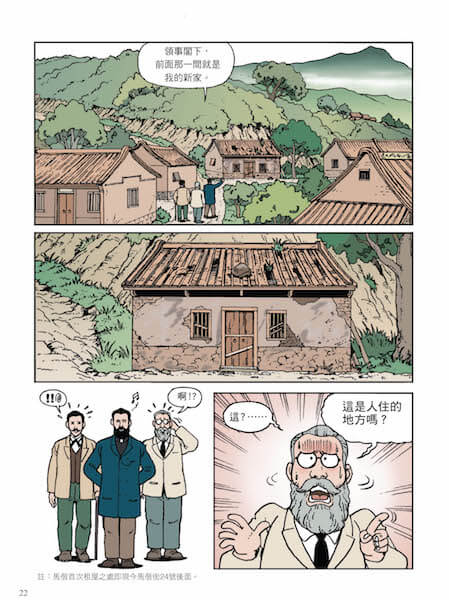 領事閣下,
前面那一間就是
我的新家。
!!@
♪
啊!?
這?……
這是人住的
地方嗎?
註:馬偕首次租屋之處即現今馬偕街24號後面。
22